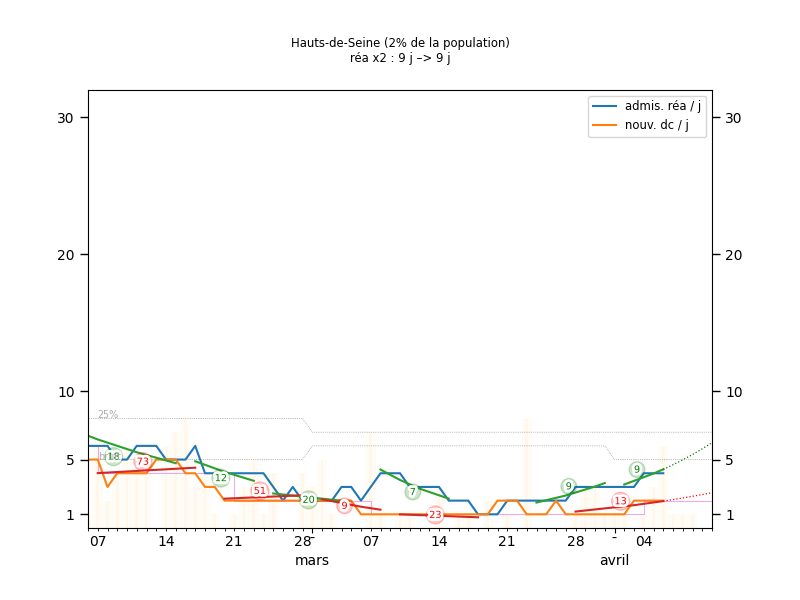 Hauts-de-Seine (2% de la population)
réa x2 : 9 j –> 9 j
admis. réa / j
nouv. dc / j
30 30
20 20
10 10
25%
5 5
18 73 12 51 20 9 7 23 9 13 9
1 1
07 14 21 28 07 14 21 28 04
mars avril